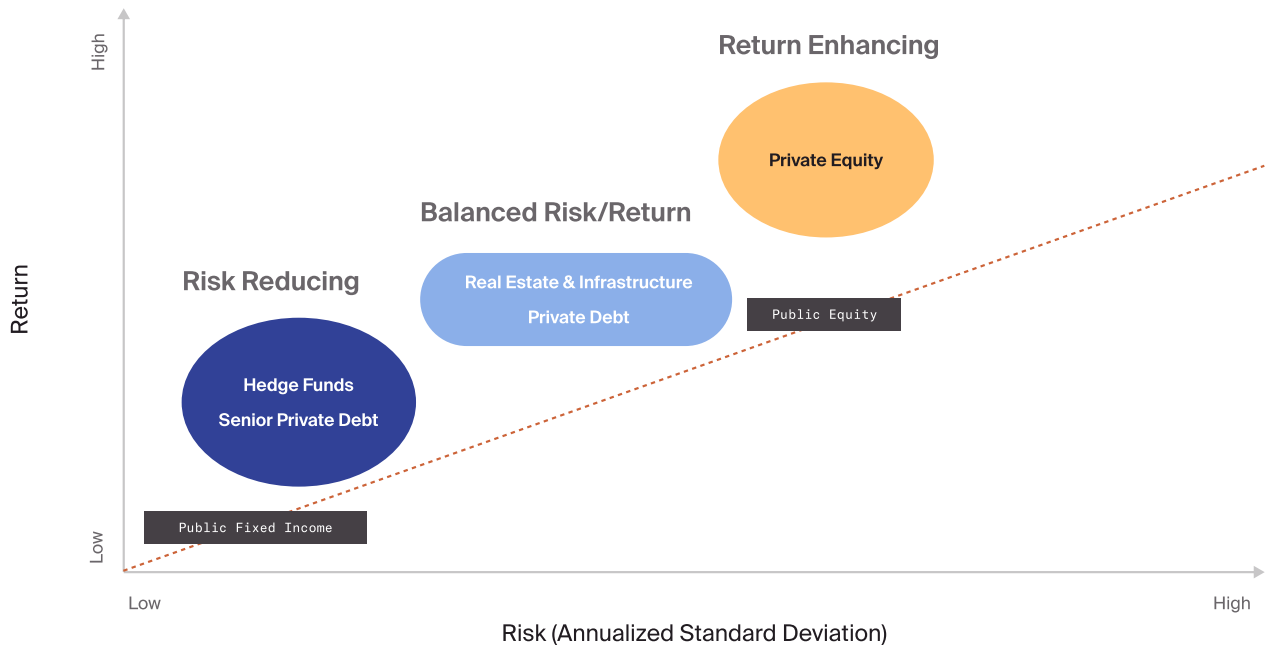 High
Return Enhancing
Private Equity
Balanced Risk/Return
Real Estate & Infrastructure
Private Debt
Risk Reducing
Return
Public Equity
Hedge Funds
Senior Private Debt
Public Fixed Income
Low
Low
High
Risk (Annualized Standard Deviation)